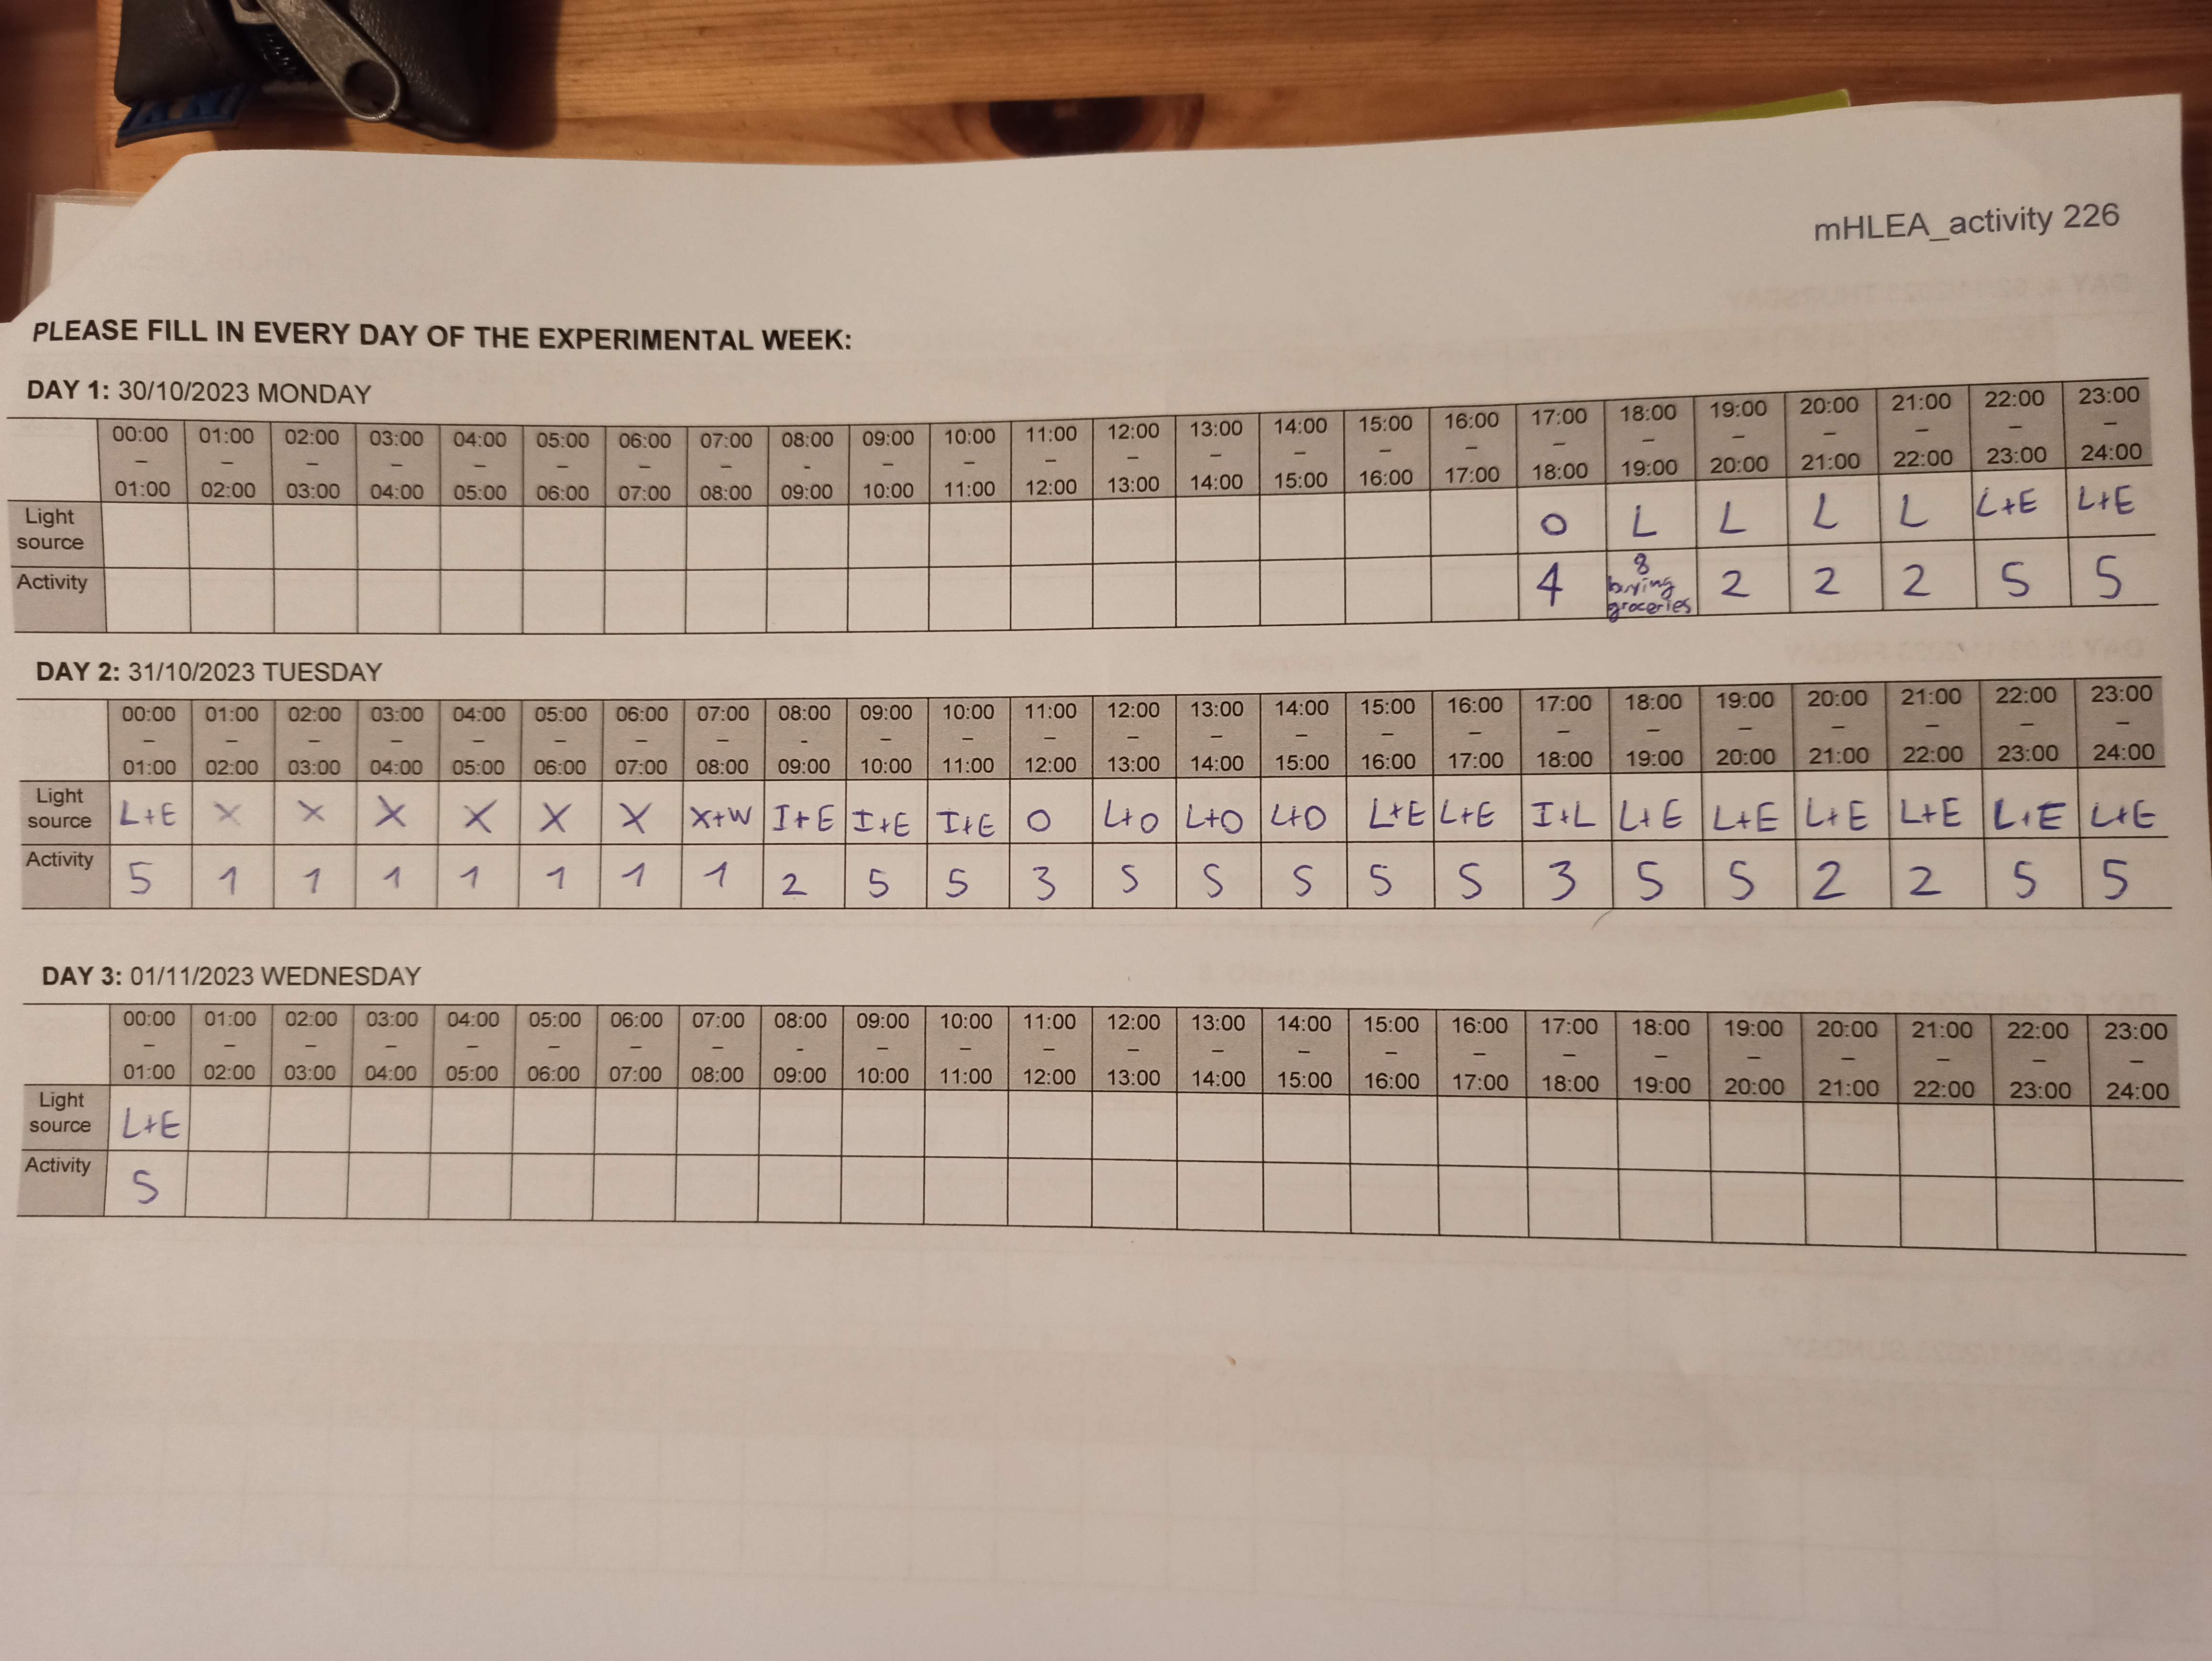 mHLEA_activity 226
PLEASE FILL IN EVERY DAY OF THE EXPERIMENTAL WEEK:
DAY 1: 30/10/2023 MONDAY
00:00 – 01:00 01:00 – 02:00 02:00 – 03:00 03:00 – 04:00 04:00 – 05:00 05:00 – 06:00 06:00 – 07:00 07:00 – 08:00 08:00 - 09:00 09:00 – 10:00 10:00 – 11:00 11:00 – 12:00 12:00 – 13:00 13:00 – 14:00 14:00 – 15:00 15:00 – 16:00 16:00 – 17:00 17:00 – 18:00 18:00 – 19:00 19:00 – 20:00 20:00 – 21:00 21:00 – 22:00 22:00 – 23:00 23:00 – 24:00
Light source O L L L L L+E L+E
Activity 4 8 buying groceries 2 2 2 5 5
DAY 2: 31/10/2023 TUESDAY
00:00 – 01:00 01:00 – 02:00 02:00 – 03:00 03:00 – 04:00 04:00 – 05:00 05:00 – 06:00 06:00 – 07:00 07:00 – 08:00 08:00 - 09:00 09:00 – 10:00 10:00 – 11:00 11:00 – 12:00 12:00 – 13:00 13:00 – 14:00 14:00 – 15:00 15:00 – 16:00 16:00 – 17:00 17:00 – 18:00 18:00 – 19:00 19:00 – 20:00 20:00 – 21:00 21:00 – 22:00 22:00 – 23:00 23:00 – 24:00
Light source L+E X X X X X X X+W I+E I+E I+E O L+O L+O L+O L+E L+E I+L L+E L+E L+E L+E L+E L+E
Activity 5 1 1 1 1 1 1 1 2 5 5 3 5 5 5 5 5 3 5 5 2 2 5 5
DAY 3: 01/11/2023 WEDNESDAY
00:00 – 01:00 01:00 – 02:00 02:00 – 03:00 03:00 – 04:00 04:00 – 05:00 05:00 – 06:00 06:00 – 07:00 07:00 – 08:00 08:00 - 09:00 09:00 – 10:00 10:00 – 11:00 11:00 – 12:00 12:00 – 13:00 13:00 – 14:00 14:00 – 15:00 15:00 – 16:00 16:00 – 17:00 17:00 – 18:00 18:00 – 19:00 19:00 – 20:00 20:00 – 21:00 21:00 – 22:00 22:00 – 23:00 23:00 – 24:00
Light source L+E
Activity 5